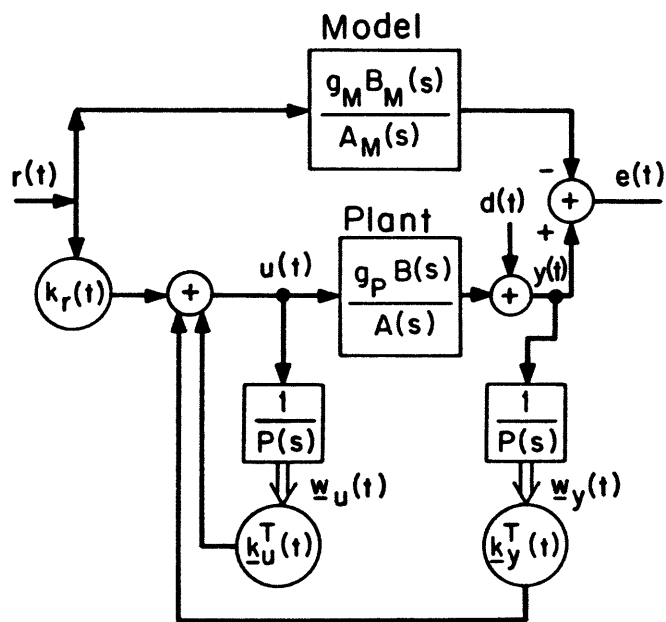 Model
g_M B_M(s)
A_M(s)
r(t)
-
+
e(t)
d(t)
Plant
+
k_r(t)
+
u(t)
g_P B(s)
A(s)
+
y(t)
1
P(s)
1
P(s)
w_u(t)
w_y(t)
k_u^T(t)
k_y^T(t)